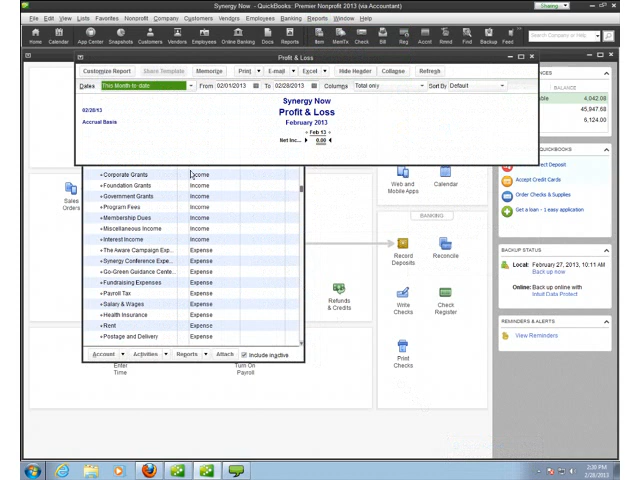 Synergy Now - QuickBooks: Premier Nonprofit 2013 (via Accountant)
Sharing
File Edit View Lists Favorites Nonprofit Company Customers Vendors Employees Banking Reports Window Help
Home Calendar App Center Snapshots Customers Vendors Employees Online Banking Docs Reports Item MemTx Check Bill Reg Accnt Rmnd Find Backup Feed
Search Company or Help...
Profit & Loss
Customize Report Share Template Memorize Print E-mail Excel Hide Header Collapse Refresh
Dates This Month-to-date From 02/01/2013 To 02/28/2013 Columns Total only Sort By Default
Synergy Now
02/28/13
Profit & Loss
Accrual Basis
February 2013
Feb 13
Net Inc... 0.00
Corporate Grants Income
Foundation Grants Income
Government Grants Income
Program Fees Income
Membership Dues Income
Miscellaneous Income Income
Interest Income Income
The Aware Campaign Exp... Expense
Synergy Conference Expe... Expense
Go-Green Guidance Cente... Expense
Fundraising Expenses Expense
Payroll Tax Expense
Salary & Wages Expense
Health Insurance Expense
Rent Expense
Postage and Delivery Expense
Account Activities Reports Attach Include inactive
Sales Orders
Enter Time
Turn On Payroll
Refunds & Credits
Web and Mobile Apps
Calendar
BANKING
Record Deposits
Reconcile
Write Checks
Check Register
Print Checks
NCES
BALANCE
ble 4,042.08
45,947.68
6,124.00
QUICKBOOKS
ect Deposit
Accept Credit Cards
Order Checks & Supplies
Get a loan - 1 easy application
BACKUP STATUS
Local: February 27, 2013, 10:11 AM
Back up now
Online: Back up online with
Intuit Data Protect
REMINDERS & ALERTS
View Reminders
2:20 PM
2/28/2013